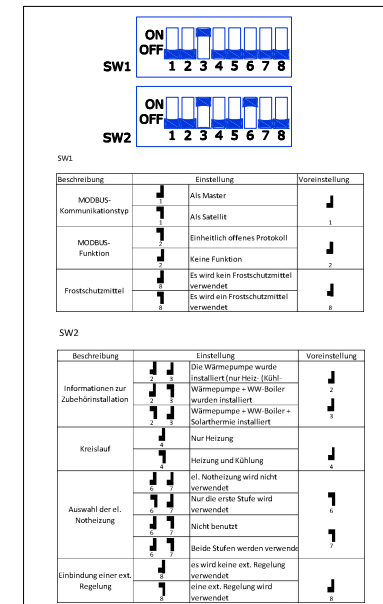 ON
OFF
SW1 1 2 3 4 5 6 7 8
ON
OFF
SW2 1 2 3 4 5 6 7 8
SW1
Beschreibung Einstellung Voreinstellung
MODBUS-
Kommunikationstyp
1 Als Master
1 Als Satellit
1
MODBUS-
Funktion
2 Einheitlich offenes Protokoll
2 Keine Funktion
2
Frostschutzmittel
8 Es wird kein Frostschutzmittel
verwendet
8 Es wird ein Frostschutzmittel
verwendet
8
SW2
Beschreibung Einstellung Voreinstellung
Informationen zur
Zubehörinstallation
2 3 Die Wärmepumpe wurde
installiert (nur Heiz- (Kühl-
2 3 Wärmepumpe + WW-Boiler
wurden installiert
2 3 Wärmepumpe + WW-Boiler +
Solarthermie installiert
2
3
Kreislauf
4 Nur Heizung
4 Heizung und Kühlung
4
Auswahl der el.
Notheizung
6 7 el. Notheizung wird nicht
verwendet
6 7 Nur die erste Stufe wird
verwendet
6 7 Nicht benutzt
6 7 Beide Stufen werden verwende
6
7
Einbindung einer ext.
Regelung
8 es wird keine ext. Regelung
verwendet
8 eine ext. Regelung wird
verwendet
8